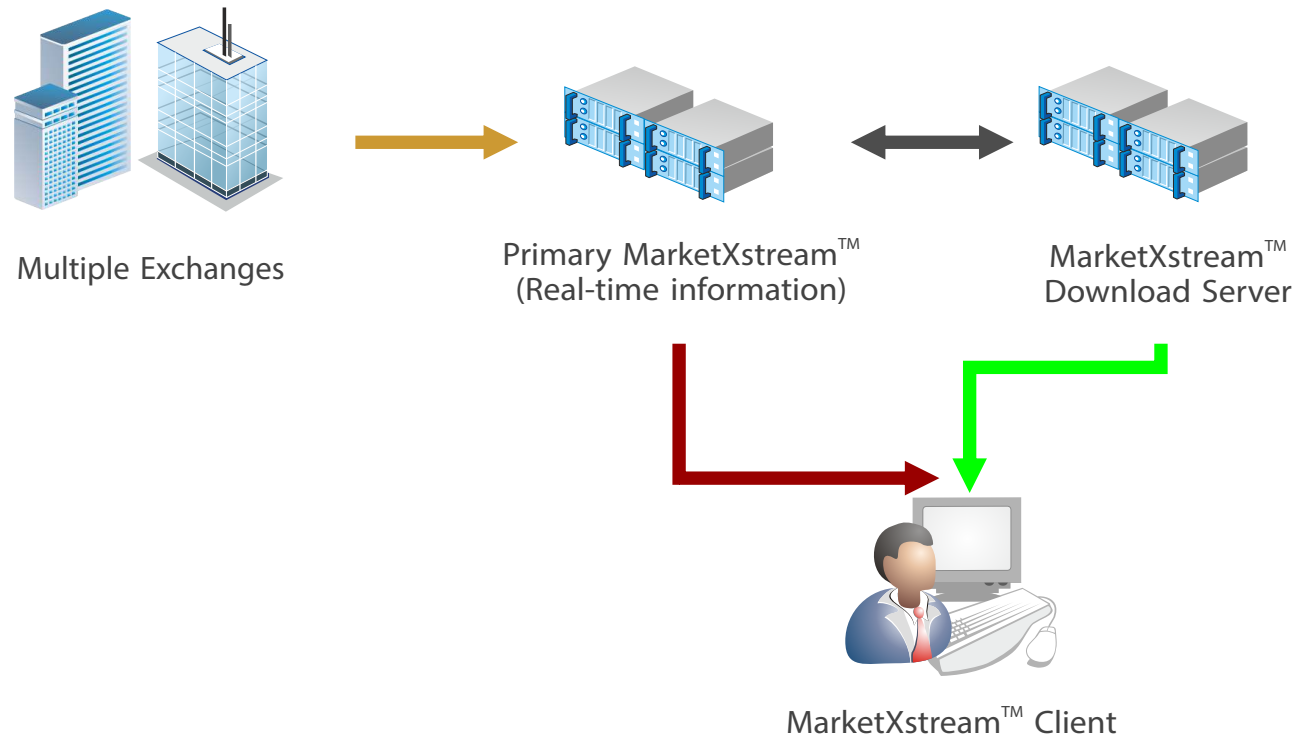 Multiple Exchanges
Primary MarketXstream™
(Real-time information)
MarketXstream™
Download Server
MarketXstream™ Client